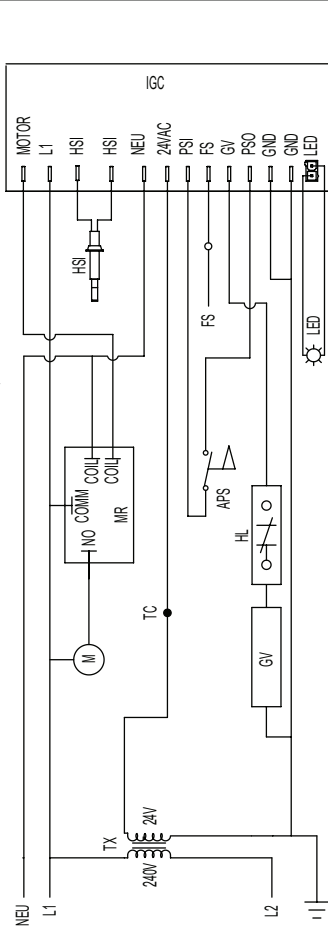 IGC
MOTOR
L1
HSI
HSI
NEU
24VAC
PSI
FS
GV
PSO
GND
GND
LED
HSI
FS
LED
COMM
NO
COIL
COIL
MR
APS
HL
M
TC
GV
TX
240V
24V
NEU
L1
L2